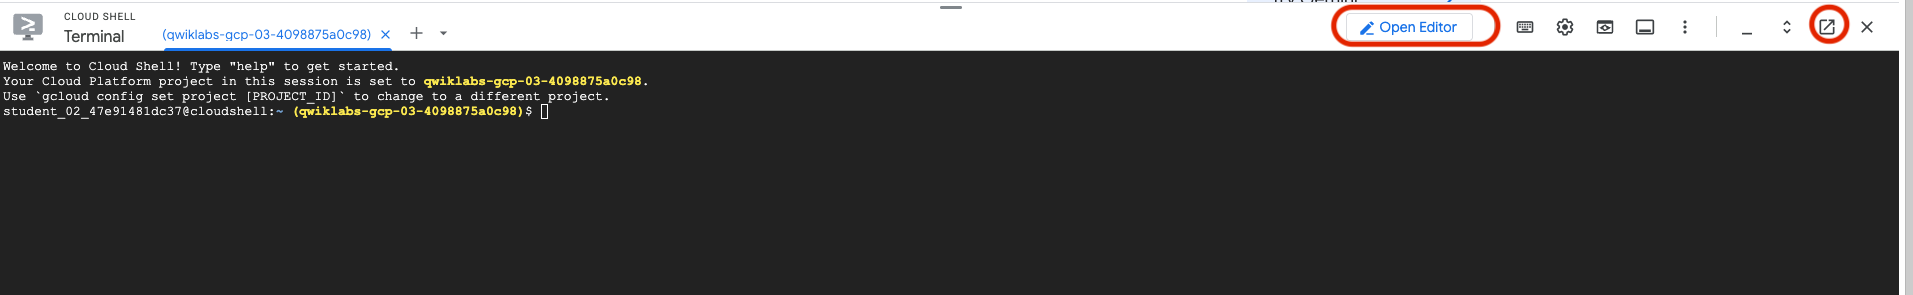 CLOUD SHELL
Terminal
(qwiklabs-gcp-03-4098875a0c98)
Open Editor
Welcome to Cloud Shell! Type "help" to get started.
Your Cloud Platform project in this session is set to qwiklabs-gcp-03-4098875a0c98.
Use `gcloud config set project [PROJECT_ID]` to change to a different project.
student_02_47e91481dc37@cloudshell:~ (qwiklabs-gcp-03-4098875a0c98)$